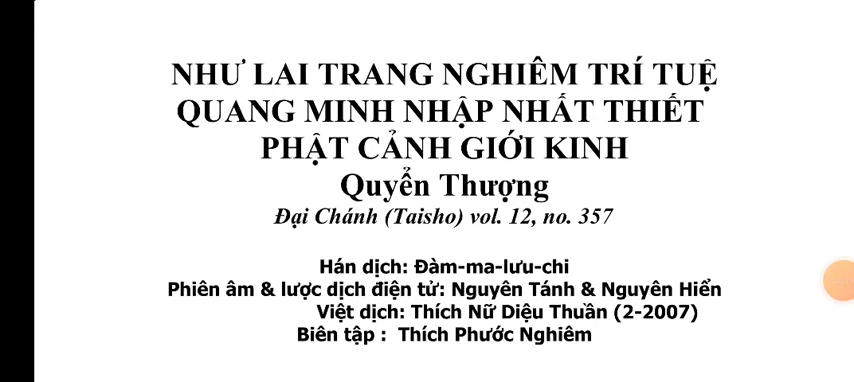 NHƯ LAI TRANG NGHIÊM TRÍ TUỆ
QUANG MINH NHẬP NHẤT THIẾT
PHẬT CẢNH GIỚI KINH
Quyển Thượng
Đại Chánh (Taisho) vol. 12, no. 357
Hán dịch: Đàm-ma-lưu-chi
Phiên âm & lược dịch điện tử: Nguyên Tánh & Nguyên Hiển
Việt dịch: Thích Nữ Diệu Thuần (2-2007)
Biên tập : Thích Phước Nghiêm